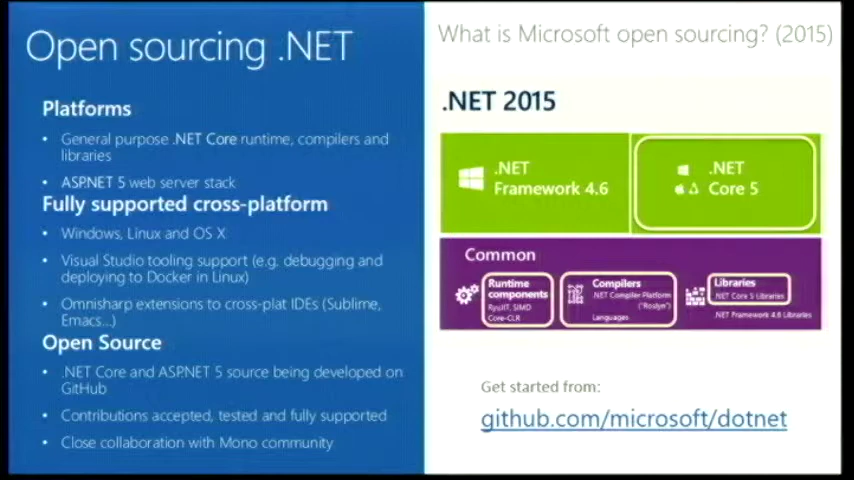 Open sourcing .NET
Platforms
• General purpose .NET Core runtime, compilers and
libraries
• ASP.NET 5 web server stack
Fully supported cross-platform
• Windows, Linux and OS X
• Visual Studio tooling support (e.g. debugging and
deploying to Docker in Linux)
• Omnisharp extensions to cross-plat IDEs (Sublime,
Emacs...)
Open Source
• .NET Core and ASP.NET 5 source being developed on
GitHub
• Contributions accepted, tested and fully supported
• Close collaboration with Mono community
What is Microsoft open sourcing? (2015)
.NET 2015
.NET
Framework 4.6
.NET
Core 5
Common
Runtime
components
RyuJIT, SIMD
Core-CLR
Compilers
.NET Compiler Platform
("Roslyn")
Languages
Libraries
.NET Core 5 Libraries
.NET Framework 4.6 Libraries
Get started from:
github.com/microsoft/dotnet